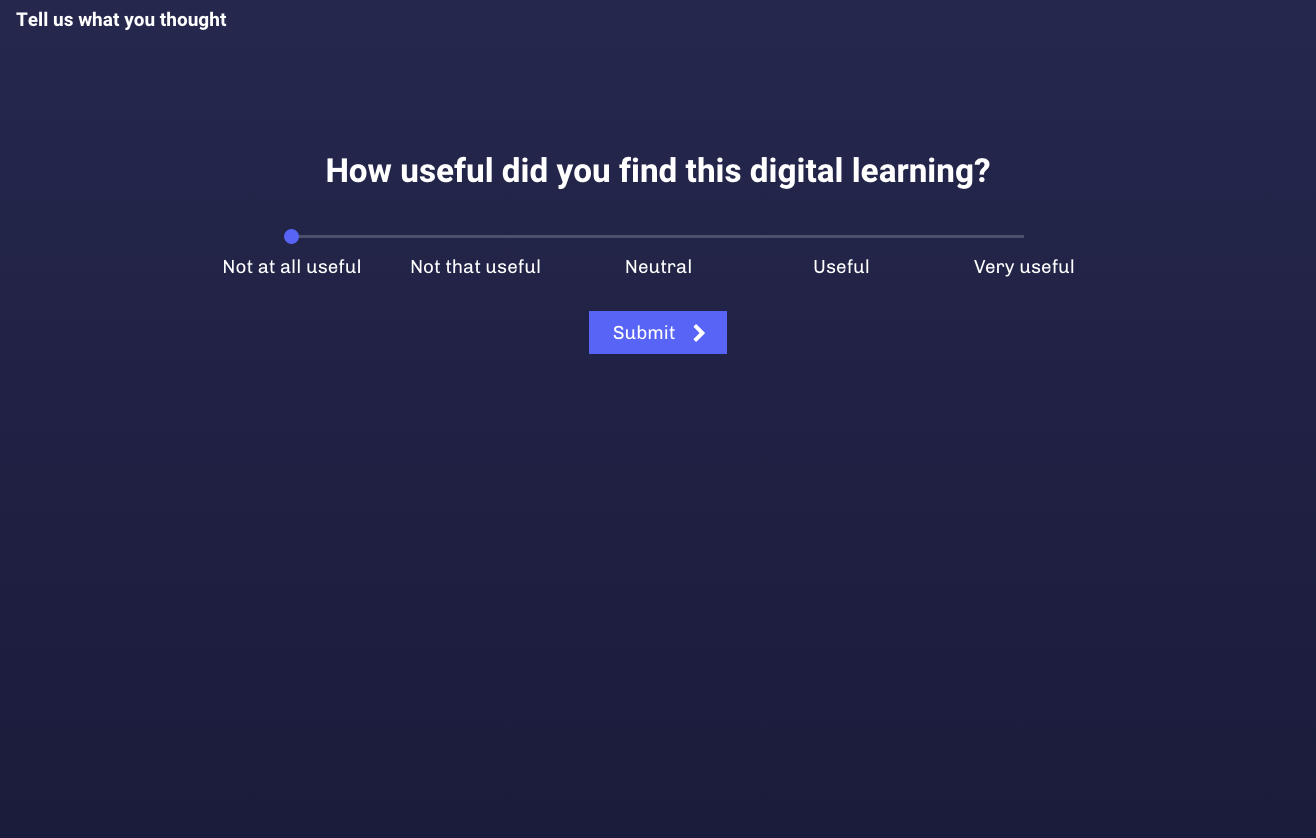 Tell us what you thought
How useful did you find this digital learning?
Not at all useful Not that useful Neutral Useful Very useful
Submit